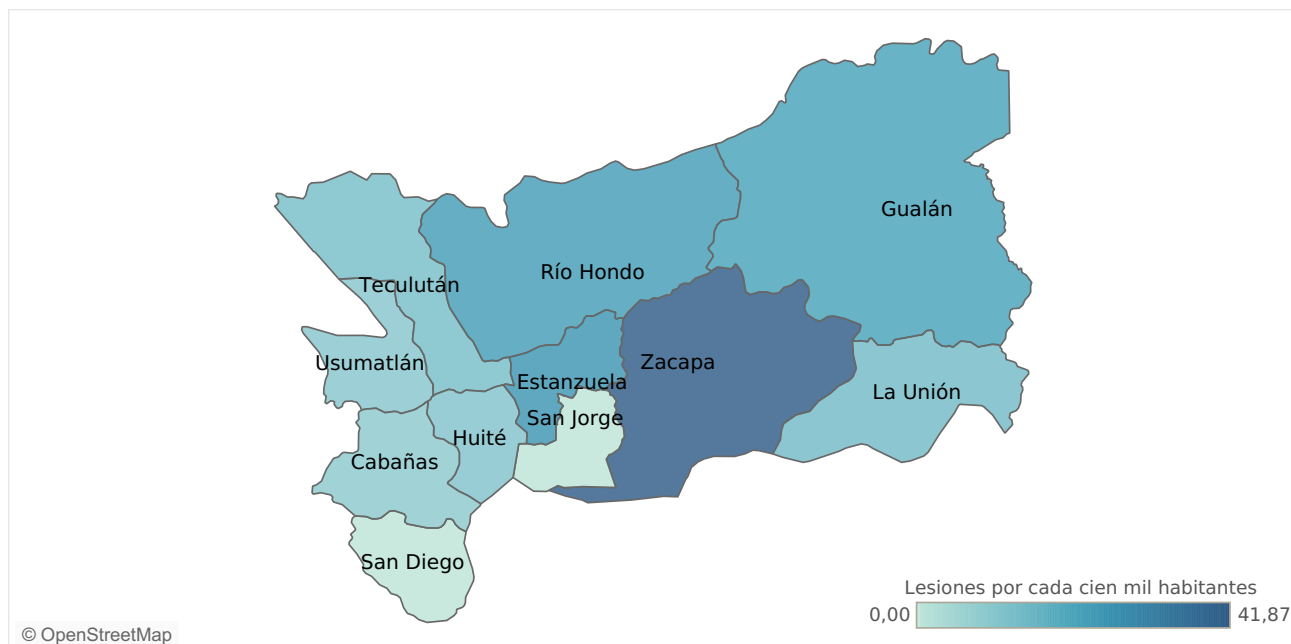 Gualán
Río Hondo
Teculután
Usumatlán
Zacapa
Estanzuela
La Unión
San Jorge
Huité
Cabañas
San Diego
Lesiones por cada cien mil habitantes
0,00 41,87
© OpenStreetMap